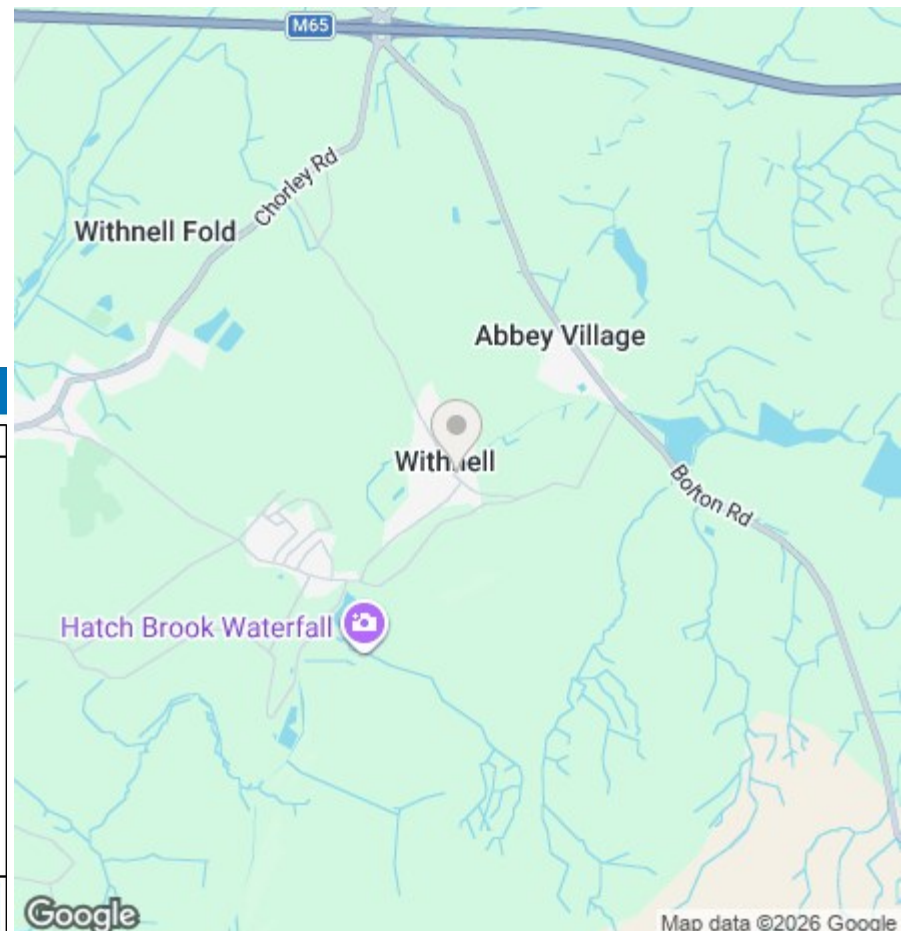 M65
Chorley Rd
Withnell Fold
Abbey Village
Withnell
Bolton Rd
Hatch Brook Waterfall
Google
Map data ©2026 Google